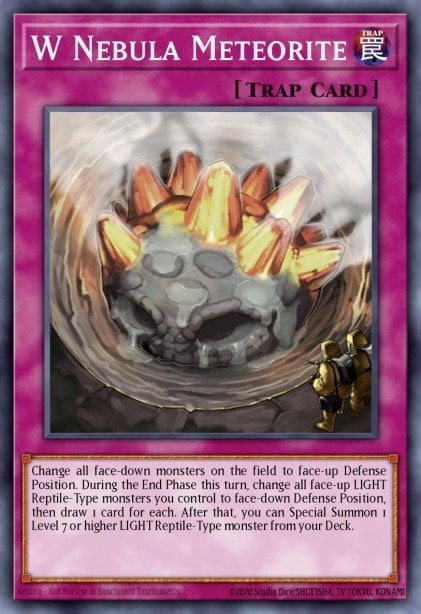 W Nebula Meteorite
TRAP
罠
[Trap Card]
Change all face-down monsters on the field to face-up Defense
Position. During the End Phase this turn, change all face-up LIGHT
Reptile-Type monsters you control to face-down Defense Position,
then draw 1 card for each. After that, you can Special Summon 1
Level 7 or higher LIGHT Reptile-Type monster from your Deck.
Replica - Not For Use in Sanctioned Tournaments
©2020 Studio Dice/SHUEISHA, TV TOKYO, KONAMI